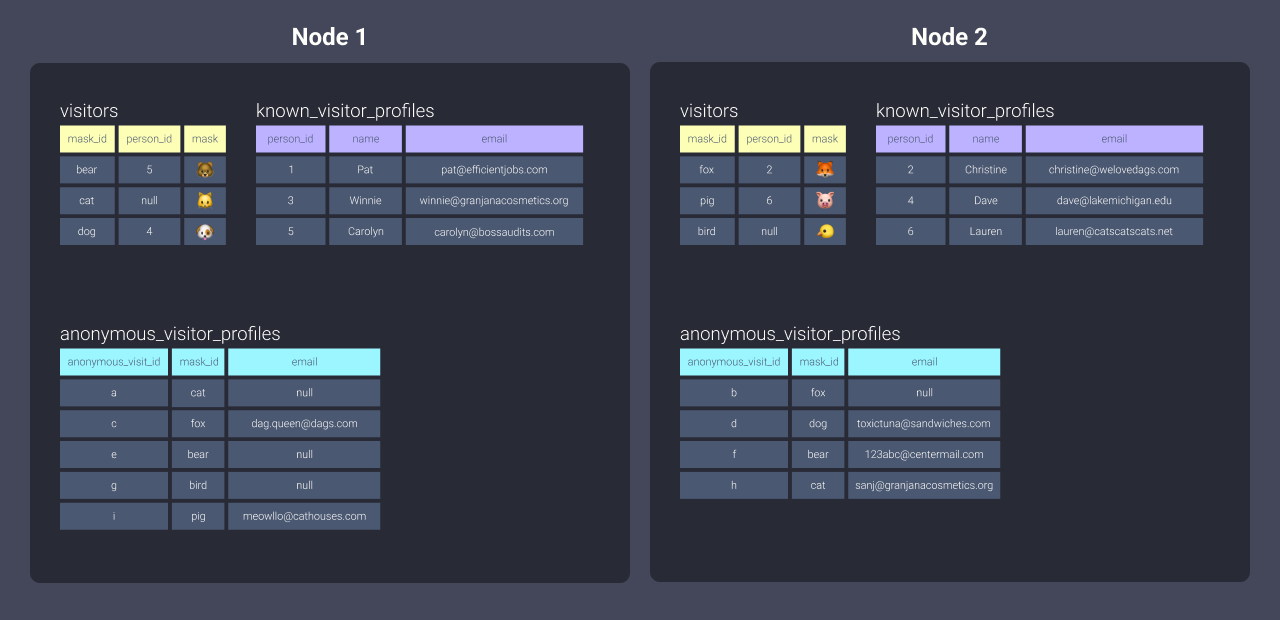 Node 1
visitors
mask_id person_id mask
bear 5
cat null
dog 4
known_visitor_profiles
person_id name email
1 Pat pat@efficientjobs.com
3 Winnie winnie@granjanacosmetics.org
5 Carolyn carolyn@bossaudits.com
anonymous_visitor_profiles
anonymous_visit_id mask_id email
a cat null
c fox dag.queen@dags.com
e bear null
g bird null
i pig meowllo@cathouses.com
Node 2
visitors
mask_id person_id mask
fox 2
pig 6
bird null
known_visitor_profiles
person_id name email
2 Christine christine@welovedags.com
4 Dave dave@lakemichigan.edu
6 Lauren lauren@catscatscats.net
anonymous_visitor_profiles
anonymous_visit_id mask_id email
b fox null
d dog toxictuna@sandwiches.com
f bear 123abc@centermail.com
h cat sanj@granjanacosmetics.org